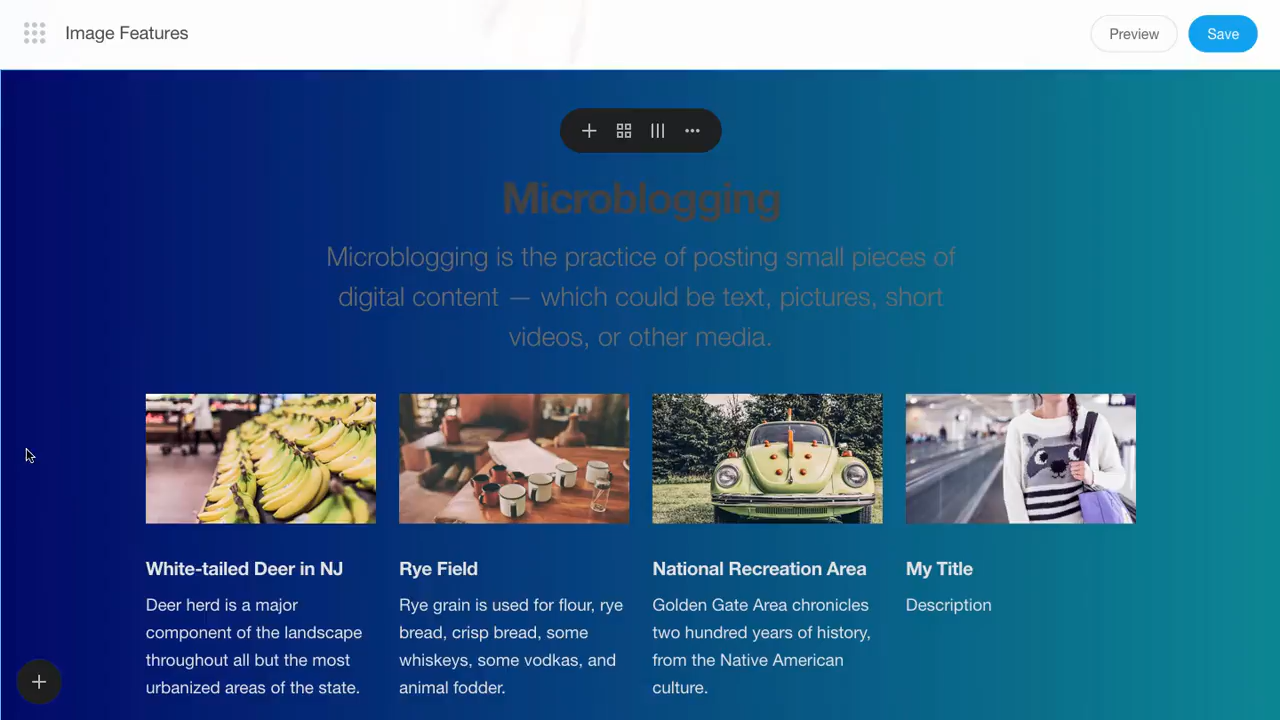 Image Features
Preview
Save
Microblogging
Microblogging is the practice of posting small pieces of
digital content — which could be text, pictures, short
videos, or other media.
White-tailed Deer in NJ
Deer herd is a major
component of the landscape
throughout all but the most
urbanized areas of the state.
Rye Field
Rye grain is used for flour, rye
bread, crisp bread, some
whiskeys, some vodkas, and
animal fodder.
National Recreation Area
Golden Gate Area chronicles
two hundred years of history,
from the Native American
culture.
My Title
Description